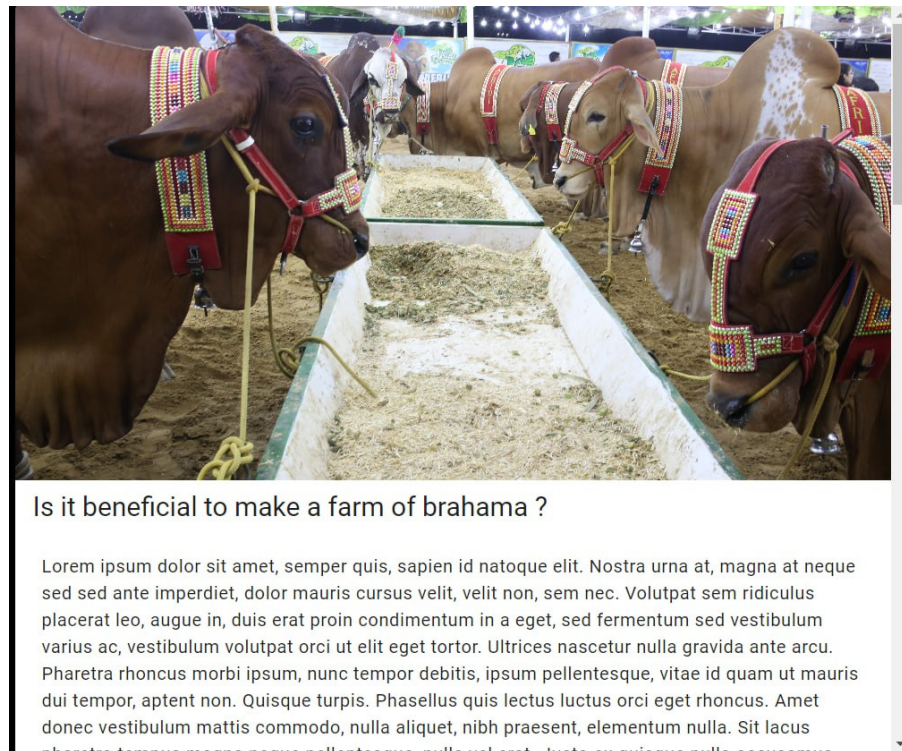 Is it beneficial to make a farm of brahama ?
Lorem ipsum dolor sit amet, semper quis, sapien id natoque elit. Nostra urna at, magna at neque
sed sed ante imperdiet, dolor mauris cursus velit, velit non, sem nec. Volutpat sem ridiculus
placerat leo, augue in, duis erat proin condimentum in a eget, sed fermentum sed vestibulum
varius ac, vestibulum volutpat orci ut elit eget tortor. Ultrices nascetur nulla gravida ante arcu.
Pharetra rhoncus morbi ipsum, nunc tempor debitis, ipsum pellentesque, vitae id quam ut mauris
dui tempor, aptent non. Quisque turpis. Phasellus quis lectus luctus orci eget rhoncus. Amet
donec vestibulum mattis commodo, nulla aliquet, nibh praesent, elementum nulla. Sit lacus